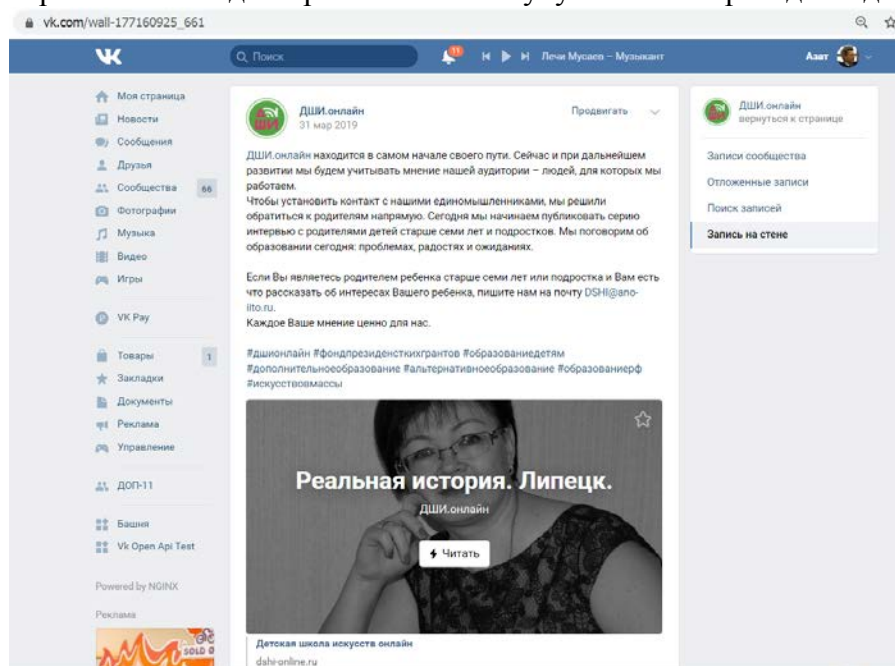 vk.com/wall-177160925_661
Поиск
11
Лечи Мусаев – Музыкант
Азат
Моя страница
Новости
Сообщения
Друзья
Сообщества 66
Фотографии
Музыка
Видео
Игры
VK Pay
Товары 1
Закладки
Документы
Реклама
Управление
ДОП-11
Башня
Vk Open Api Test
Powered by NGINX
Реклама
SOLD
ДШИ.онлайн
31 мар 2019
Продвигать
ДШИ.онлайн находится в самом начале своего пути. Сейчас и при дальнейшем
развитии мы будем учитывать мнение нашей аудитории – людей, для которых мы
работаем.
Чтобы установить контакт с нашими единомышленниками, мы решили
обратиться к родителям напрямую. Сегодня мы начинаем публиковать серию
интервью с родителями детей старше семи лет и подростков. Мы поговорим об
образовании сегодня: проблемах, радостях и ожиданиях.
Если Вы являетесь родителем ребенка старше семи лет или подростка и Вам есть
что рассказать об интересах Вашего ребенка, пишите нам на почту DSHI@ano-
iito.ru.
Каждое Ваше мнение ценно для нас.
#дшионлайн #фондпрезиденсткихгрантов #образованиедетям
#дополнительноеобразование #альтернативноеобразование #образованиерф
#искусствовмассы
Реальная история. Липецк.
ДШИ.онлайн
Читать
Детская школа искусств онлайн
dshi-online.ru
ДШИ.онлайн
вернуться к странице
Записи сообщества
Отложенные записи
Поиск записей
Запись на стене